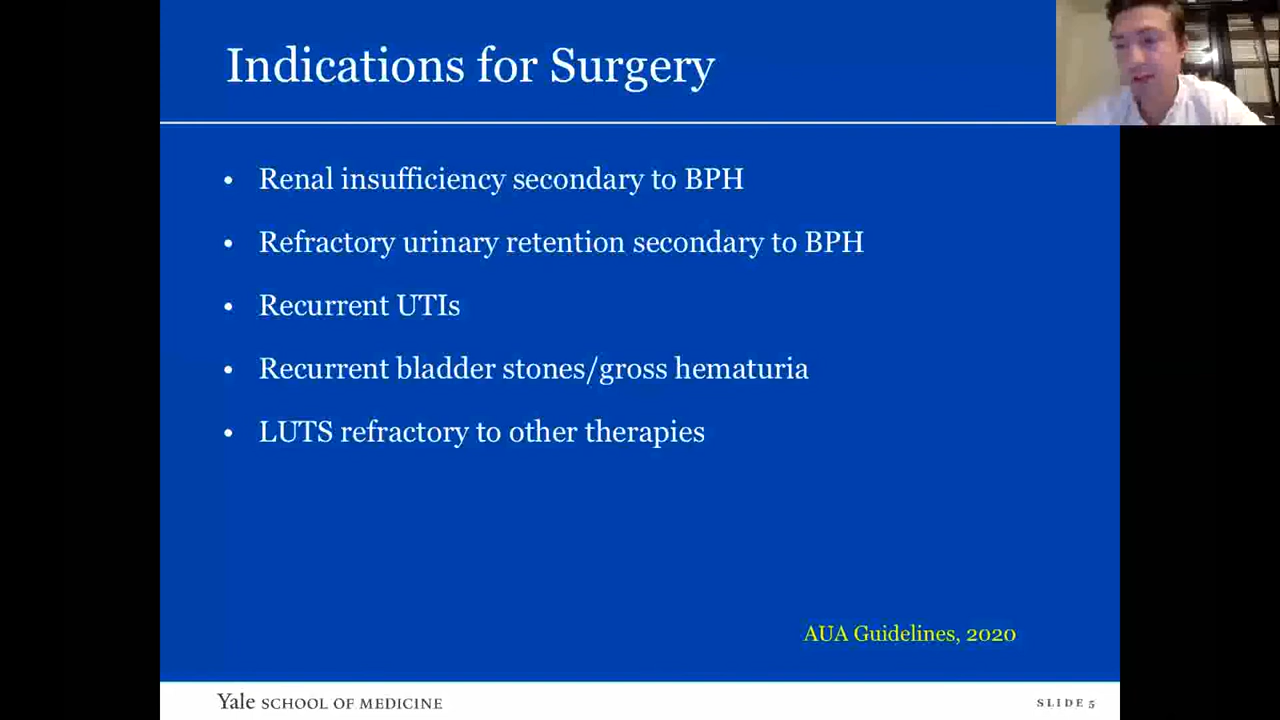 Indications for Surgery
• Renal insufficiency secondary to BPH
• Refractory urinary retention secondary to BPH
• Recurrent UTIs
• Recurrent bladder stones/gross hematuria
• LUTS refractory to other therapies
AUA Guidelines, 2020
Yale SCHOOL OF MEDICINE
SLIDE 5